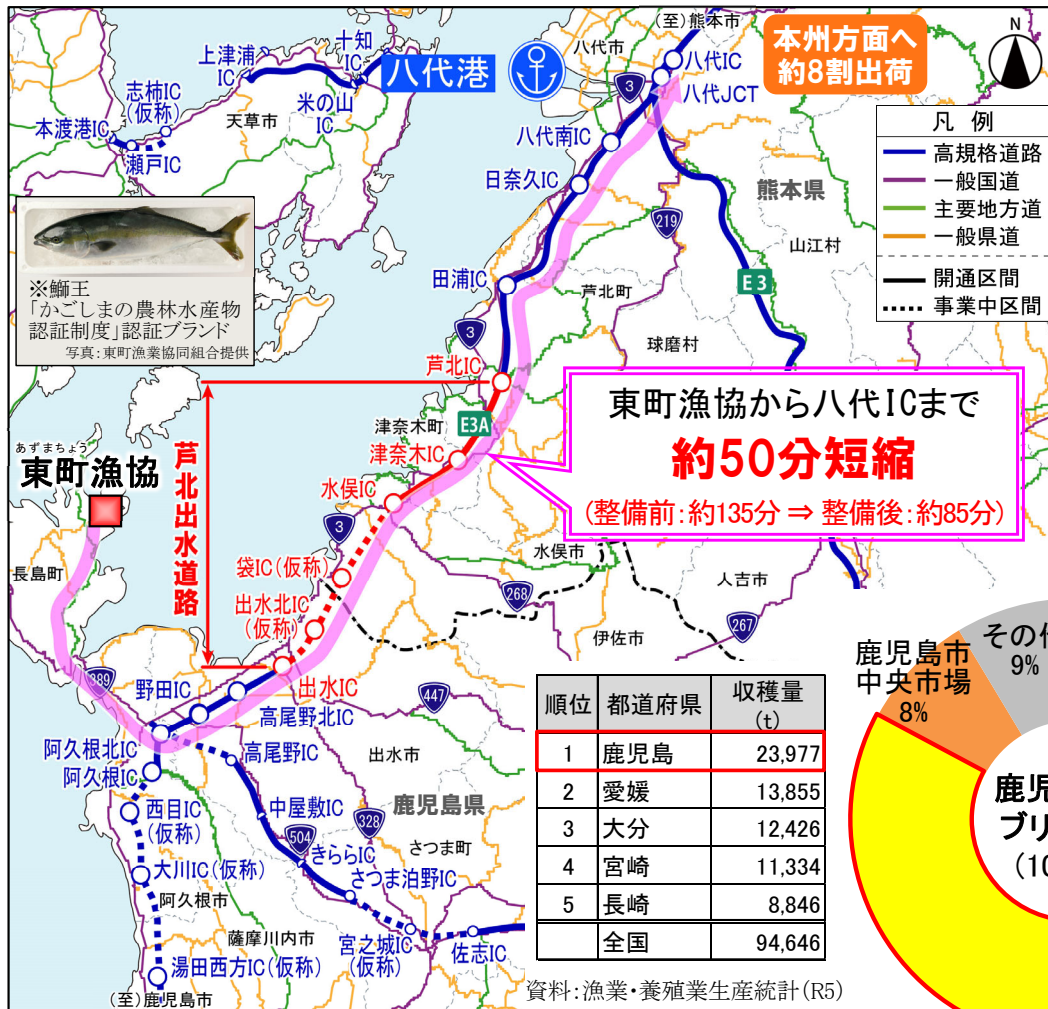 (至)熊本市
本州方面へ
約8割出荷
N
八代市
八代IC
八代JCT
3
八代港
十知
IC
上津浦
IC
米の山
IC
志柿IC
(仮称)
天草市
本渡港IC
瀬戸IC
八代南IC
日奈久IC
熊本県
219
山江村
E3
凡 例
高規格道路
一般国道
主要地方道
一般県道
開通区間
事業中区間
※鰤王
「かごしまの農林水産物
認証制度」認証ブランド
写真:東町漁業協同組合提供
田浦IC
芦北町
3
球磨村
芦北IC
津奈木町
E3A
津奈木IC
東町漁協から八代ICまで
約50分短縮
(整備前:約135分 ⇒ 整備後:約85分)
あずまちょう
東町漁協
芦北出水道路
水俣IC
3
水俣市
長島町
袋IC(仮称)
268
人吉市
出水北IC
(仮称)
267
伊佐市
389
出水IC
野田IC
447
高尾野北IC
阿久根北IC
高尾野IC
出水市
阿久根IC
西目IC
(仮称)
中屋敷IC
鹿児島県
328
504
きららIC
さつま町
大川IC(仮称)
さつま泊野IC
阿久根市
薩摩川内市
宮之城IC
(仮称)
佐志IC
湯田西方IC(仮称)
(至)鹿児島市
順位 都道府県 収穫量
(t)
1 鹿児島 23,977
2 愛媛 13,855
3 大分 12,426
4 宮崎 11,334
5 長崎 8,846
全国 94,646
資料:漁業・養殖業生産統計(R5)
鹿児島市
中央市場
8%
その他
9%
鹿児
ブリ
(10